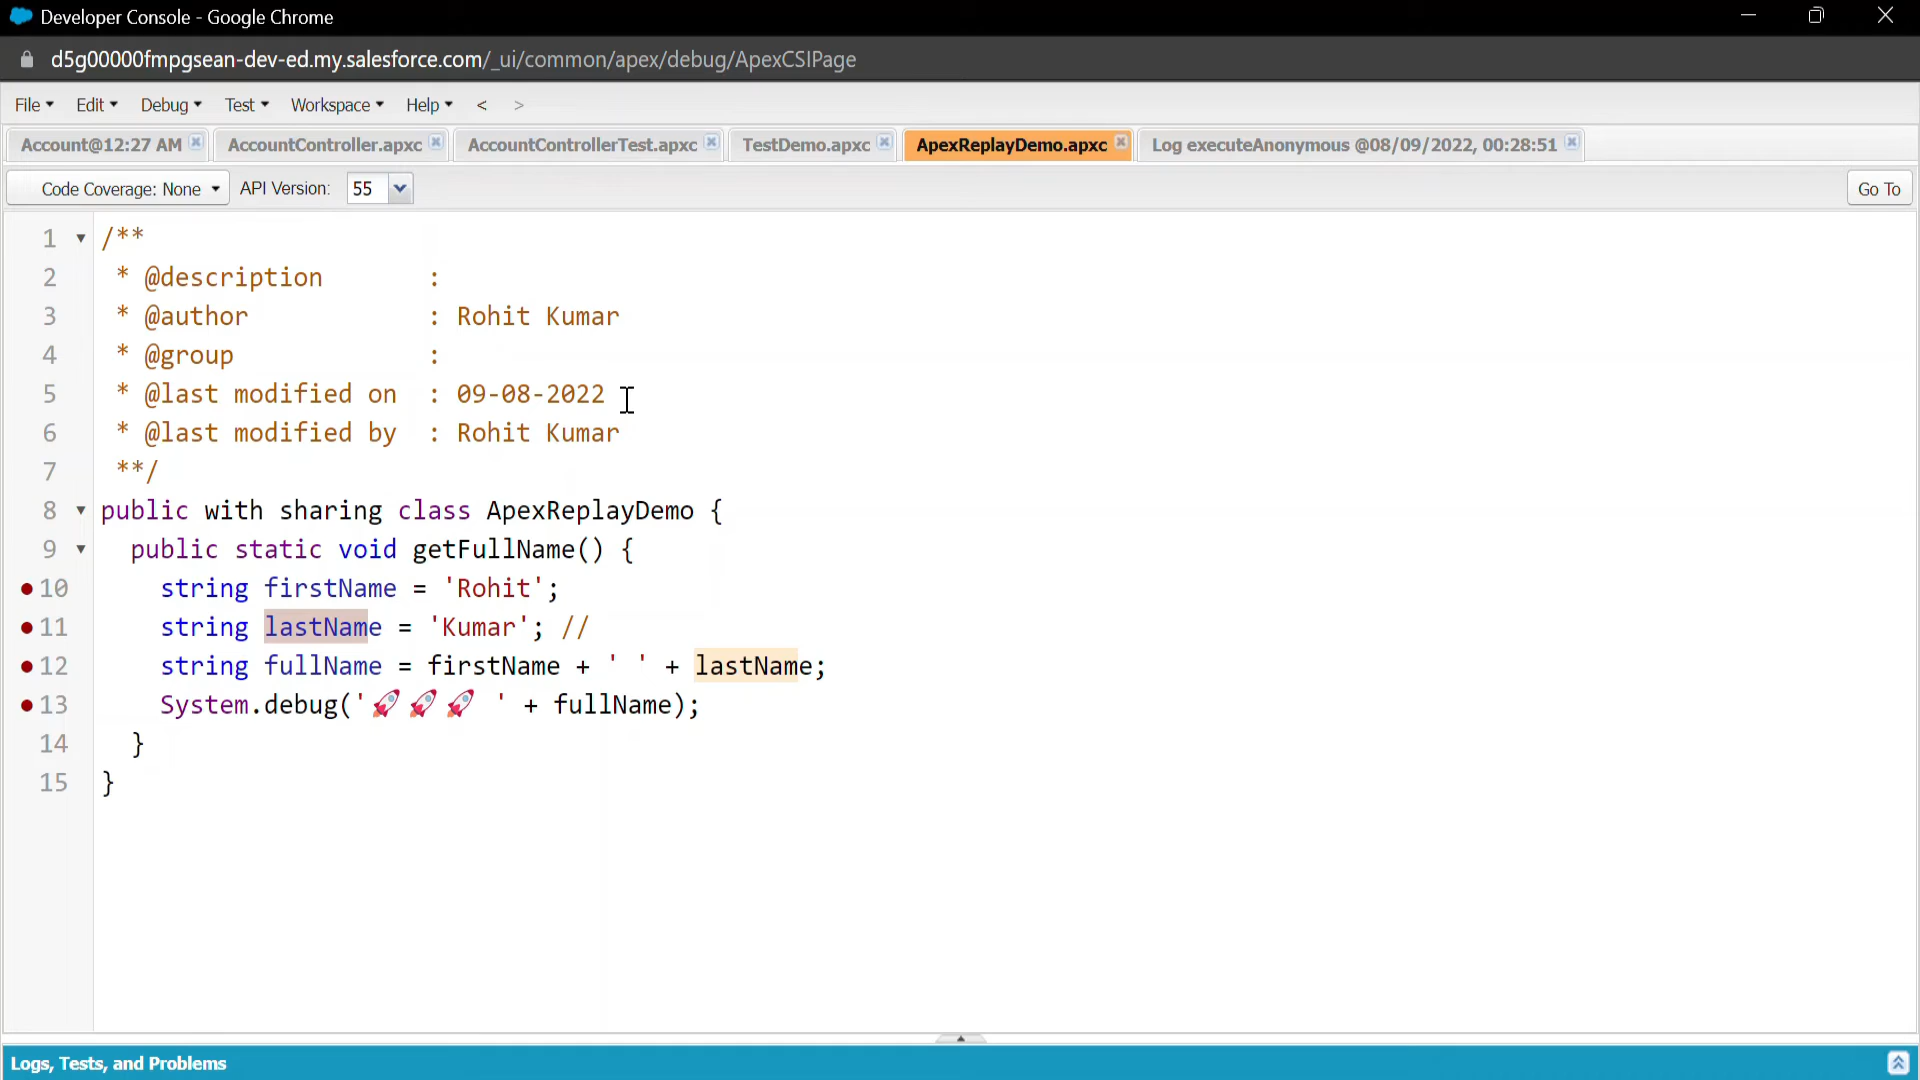 Developer Console - Google Chrome
d5g00000fmpgsean-dev-ed.my.salesforce.com/_ui/common/apex/debug/ApexCSIPage
File Edit Debug Test Workspace Help < >
Account@12:27 AM AccountController.apxc AccountControllerTest.apxc TestDemo.apxc ApexReplayDemo.apxc Log executeAnonymous @08/09/2022, 00:28:51
Code Coverage: None API Version: 55 Go To
1 /**
2 * @description :
3 * @author : Rohit Kumar
4 * @group :
5 * @last modified on : 09-08-2022
6 * @last modified by : Rohit Kumar
7 **/
8 public with sharing class ApexReplayDemo {
9 public static void getFullName() {
10 string firstName = 'Rohit';
11 string lastName = 'Kumar'; //
12 string fullName = firstName + ' ' + lastName;
13 System.debug('🚀🚀🚀 ' + fullName);
14 }
15 }
Logs, Tests, and Problems